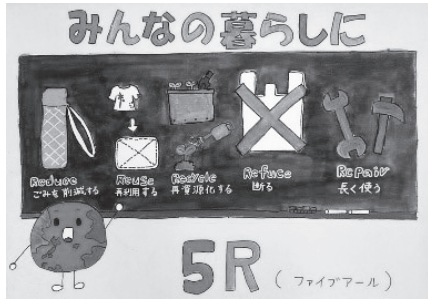 みんなの暮らしに
Reduce
ごみを削減する
Reuse
再利用する
Recycle
再資源化する
Refuce
断る
Repair
長く使う
5R(ファイブアール)